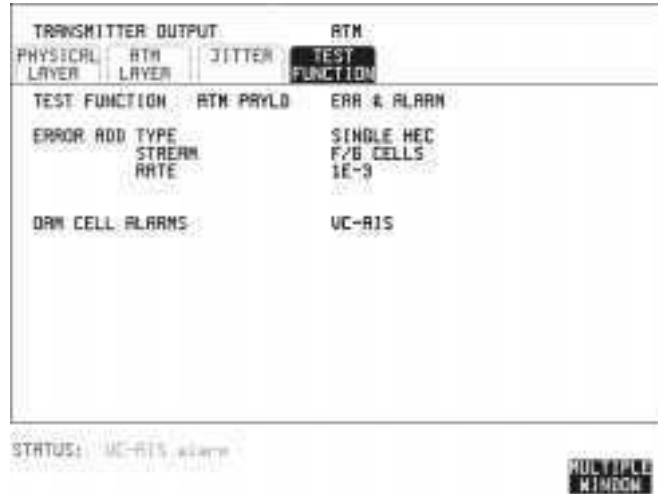 TRANSMITTER OUTPUT ATM
PHYSICAL LAYER ATM LAYER JITTER TEST FUNCTION
TEST FUNCTION ATM PAYLD ERR & ALARM
ERROR ADD TYPE SINGLE HEC
STREAM F/G CELLS
RATE 1E-3
OAM CELL ALARMS VC-AIS
STATUS: VC-AIS alarm
MULTIPLE
WINDOW